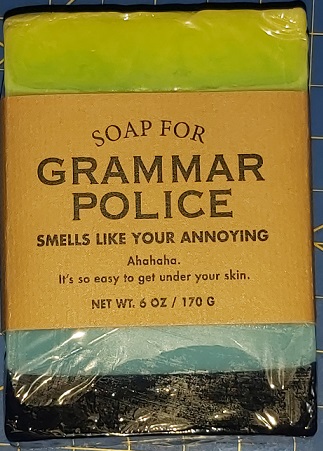 SOAP FOR
GRAMMAR
POLICE
SMELLS LIKE YOUR ANNOYING
Ahahaha.
It's so easy to get under your skin.
NET WT. 6 OZ / 170 G